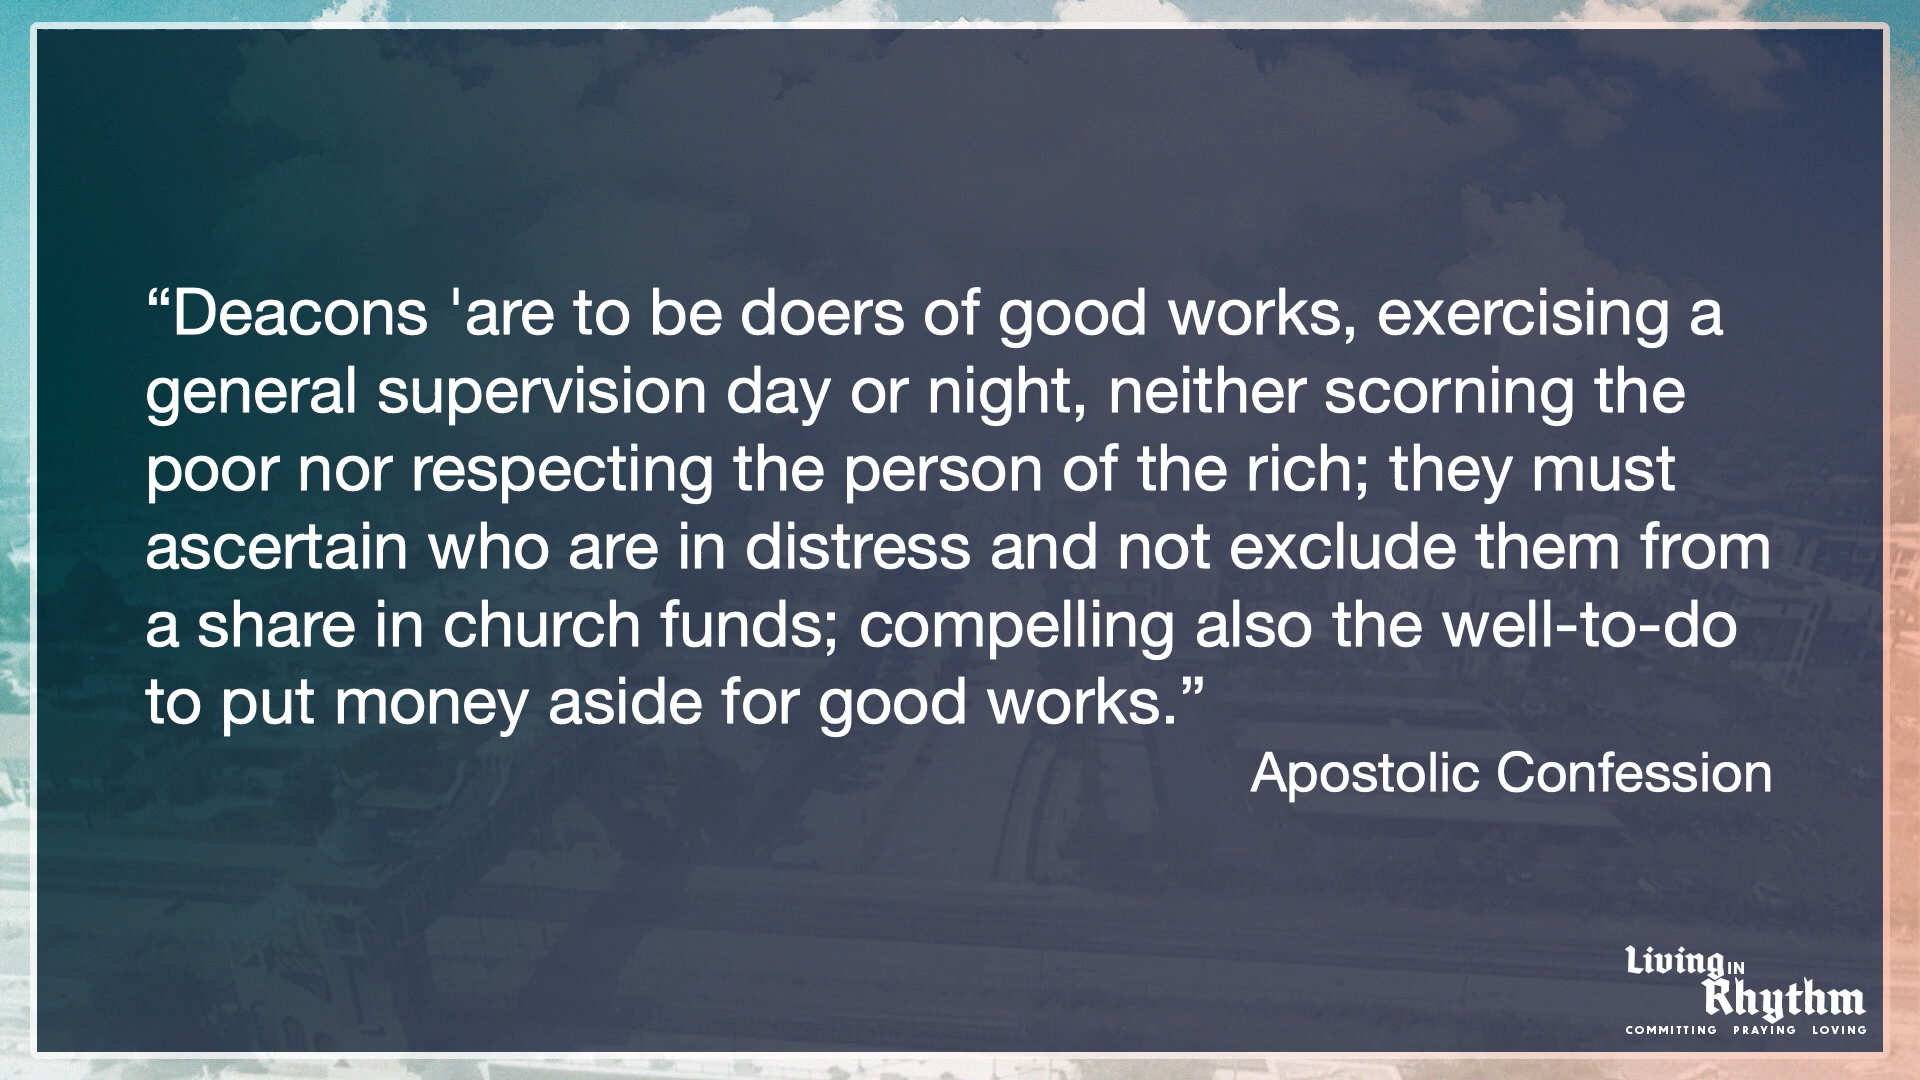 “Deacons 'are to be doers of good works, exercising a
general supervision day or night, neither scorning the
poor nor respecting the person of the rich; they must
ascertain who are in distress and not exclude them from
a share in church funds; compelling also the well-to-do
to put money aside for good works.”
Apostolic Confession
Living IN
Rhythm
COMMITTING PRAYING LOVING